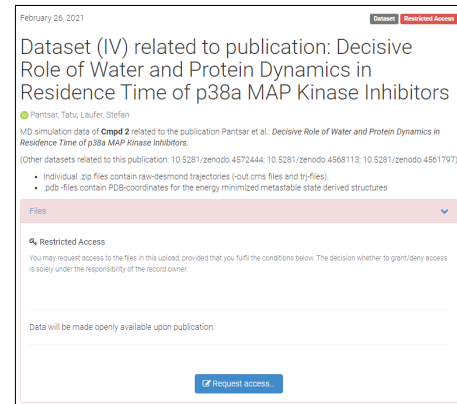 February 26, 2021
Dataset Restricted Access
Dataset (IV) related to publication: Decisive
Role of Water and Protein Dynamics in
Residence Time of p38a MAP Kinase Inhibitors
Pantsar, Tatu; Laufer, Stefan
MD simulation data of Cmpd 2 related to the publication Pantsar et al.: Decisive Role of Water and Protein Dynamics in
Residence Time of p38a MAP Kinase Inhibitors.
(Other datasets related to this publication: 10.5281/zenodo.4572444; 10.5281/zenodo.4568113; 10.5281/zenodo.4561797)
• Individual .zip files contain raw-desmond trajectories (-out.cms files and trj-files).
• .pdb -files contain PDB-coordinates for the energy minimized metastable state derived structures
Files
Restricted Access
You may request access to the files in this upload, provided that you fulfil the conditions below. The decision whether to grant/deny access
is solely under the responsibility of the record owner.
Data will be made openly available upon publication.
Request access...